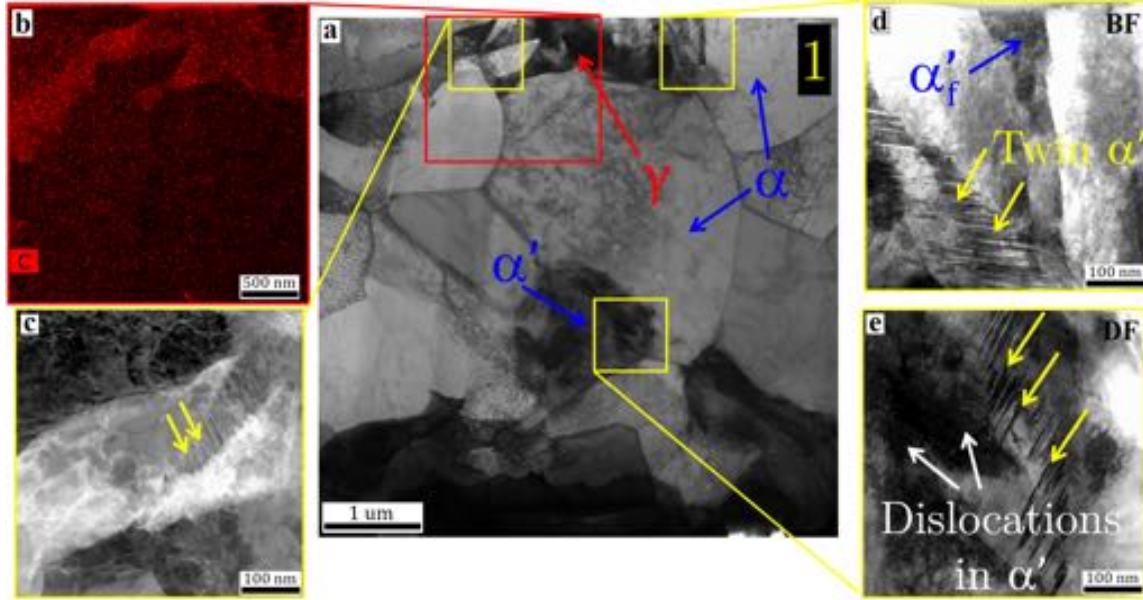 b
C
500 nm
c
100 nm
a
1
γ
α
α'
1 um
d
BF
α'f
Twin α'
100 nm
e
DF
Dislocations
in α'
100 nm